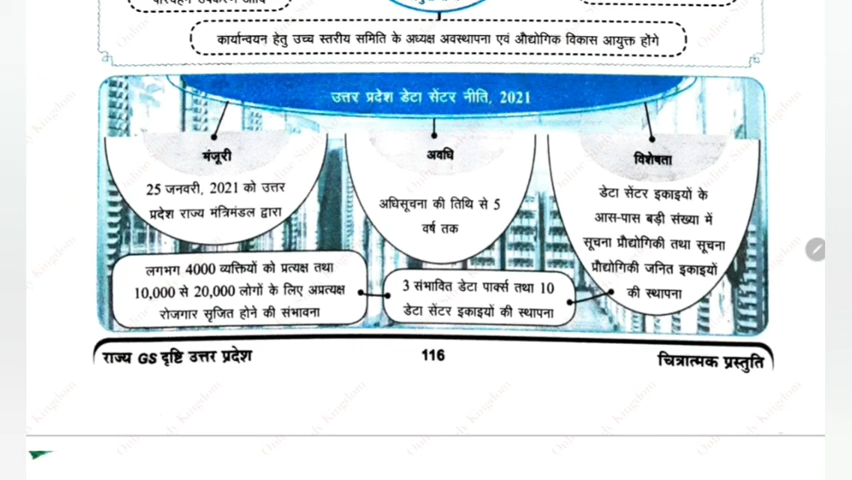 कार्यान्वयन हेतु उच्च स्तरीय समिति के अध्यक्ष अवस्थापना एवं औद्योगिक विकास आयुक्त होंगे
उत्तर प्रदेश डेटा सेंटर नीति, 2021
मंजूरी
25 जनवरी, 2021 को उत्तर
प्रदेश राज्य मंत्रिमंडल द्वारा
अवधि
अधिसूचना की तिथि से 5
वर्ष तक
विशेषता
डेटा सेंटर इकाइयों के
आस-पास बड़ी संख्या में
सूचना प्रौद्योगिकी तथा सूचना
प्रौद्योगिकी जनित इकाइयों
की स्थापना
लगभग 4000 व्यक्तियों को प्रत्यक्ष तथा
10,000 से 20,000 लोगों के लिए अप्रत्यक्ष
रोजगार सृजित होने की संभावना
3 संभावित डेटा पार्क्स तथा 10
डेटा सेंटर इकाइयों की स्थापना
राज्य GS दृष्टि उत्तर प्रदेश
116
चित्रात्मक प्रस्तुति